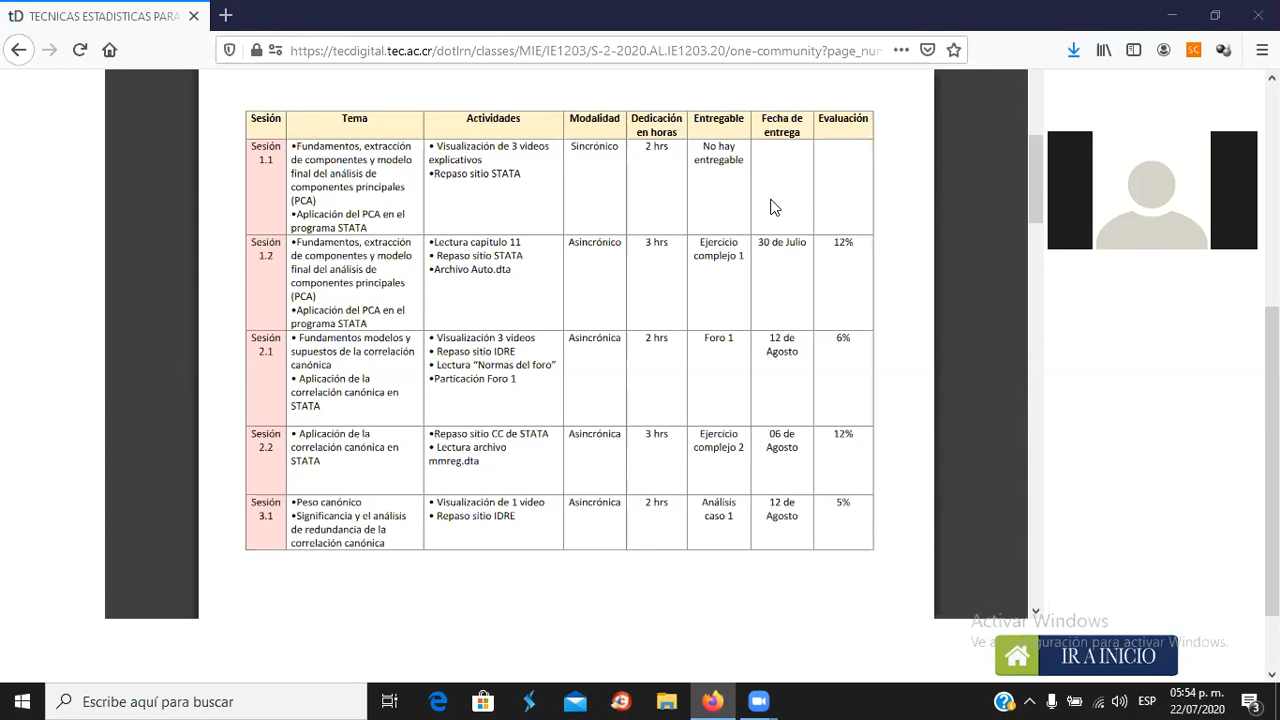 TECNICAS ESTADISTICAS PARA
https://tecdigital.tec.ac.cr/dotlrn/classes/MIE/IE1203/S-2-2020.AL.IE1203.20/one-community?page_num
Sesión Tema Actividades Modalidad Dedicación en horas Entregable Fecha de entrega Evaluación
Sesión 1.1
•Fundamentos, extracción
de componentes y modelo
final del análisis de
componentes principales
(PCA)
•Aplicación del PCA en el
programa STATA
• Visualización de 3 videos
explicativos
•Repaso sitio STATA
Sincrónico
2 hrs
No hay
entregable
Sesión
1.2
•Fundamentos, extracción
de componentes y modelo
final del análisis de
componentes principales
(PCA)
•Aplicación del PCA en el
programa STATA
•Lectura capítulo 11
• Repaso sitio STATA
•Archivo Auto.dta
Asincrónico
3 hrs
Ejercicio
complejo 1
30 de Julio
12%
Sesión
2.1
• Fundamentos modelos y
supuestos de la correlación
canónica
• Aplicación de la
correlación canónica en
STATA
• Visualización 3 videos
• Repaso sitio IDRE
• Lectura “Normas del foro”
•Particación Foro 1
Asincrónica
2 hrs
Foro 1
12 de
Agosto
6%
Sesión
2.2
• Aplicación de la
correlación canónica en
STATA
•Repaso sitio CC de STATA
• Lectura archivo
mmreg.dta
Asincrónica
3 hrs
Ejercicio
complejo 2
06 de
Agosto
12%
Sesión
3.1
•Peso canónico
•Significancia y el análisis
de redundancia de la
correlación canónica
• Visualización de 1 video
• Repaso sitio IDRE
Asincrónica
2 hrs
Análisis
caso 1
12 de
Agosto
5%
Activar Windows
Ve a Configuración para activar Windows.
IR A INICIO
Escribe aquí para buscar
ESP
05:54 p. m.
22/07/2020
3